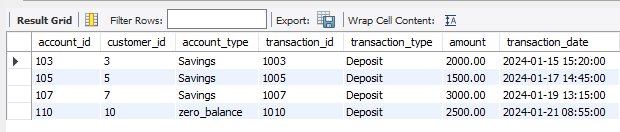 Result Grid Filter Rows: Export: Wrap Cell Content:
account_id customer_id account_type transaction_id transaction_type amount transaction_date
103 3 Savings 1003 Deposit 2000.00 2024-01-15 15:20:00
105 5 Savings 1005 Deposit 1500.00 2024-01-17 14:45:00
107 7 Savings 1007 Deposit 3000.00 2024-01-19 13:15:00
110 10 zero_balance 1010 Deposit 2500.00 2024-01-21 08:55:00